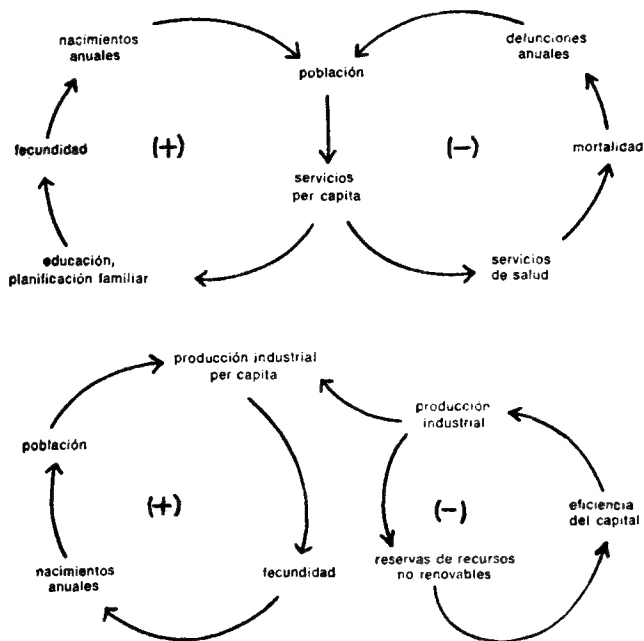 nacimientos
anuales
defunciones
anuales
población
fecundidad
(+)
(-)
mortalidad
servicios
per capita
educación,
planificación familiar
servicios
de salud
producción industrial
per capita
producción
industrial
población
(+)
(-)
eficiencia
del capital
nacimientos
anuales
fecundidad
reservas de recursos
no renovables